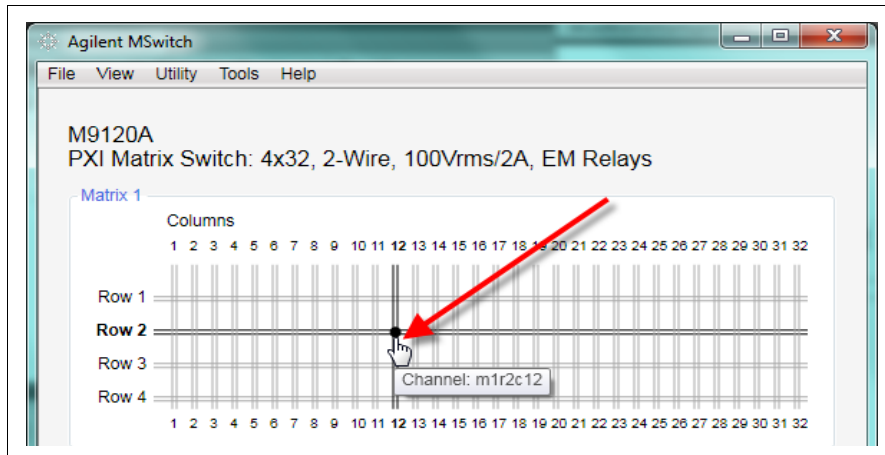 Agilent MSwitch
File View Utility Tools Help
M9120A
PXI Matrix Switch: 4x32, 2-Wire, 100Vrms/2A, EM Relays
Matrix 1
Columns
1 2 3 4 5 6 7 8 9 10 11 12 13 14 15 16 17 18 19 20 21 22 23 24 25 26 27 28 29 30 31 32
Row 1
Row 2
Row 3
Channel: m1r2c12
Row 4
1 2 3 4 5 6 7 8 9 10 11 12 13 14 15 16 17 18 19 20 21 22 23 24 25 26 27 28 29 30 31 32